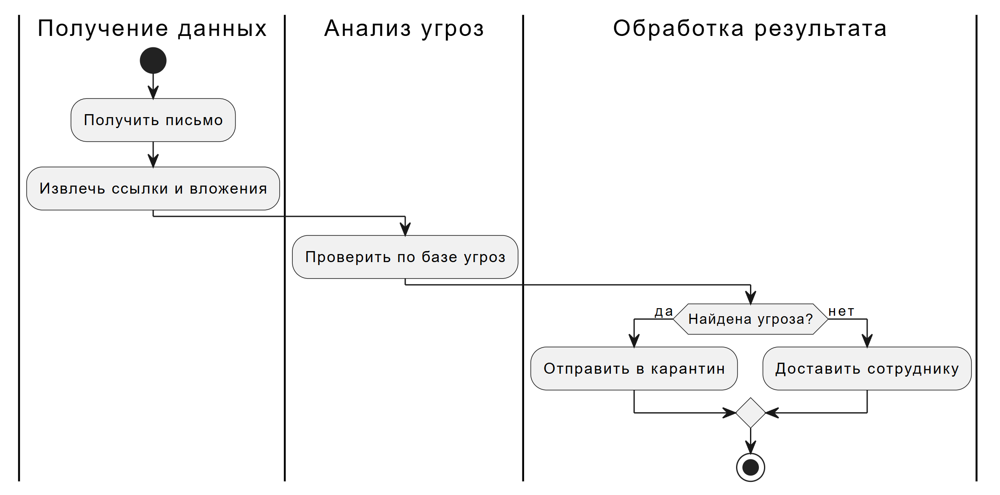 Получение данных
Анализ угроз
Обработка результата
Получить письмо
Извлечь ссылки и вложения
Проверить по базе угроз
да
Найдена угроза?
нет
Отправить в карантин
Доставить сотруднику